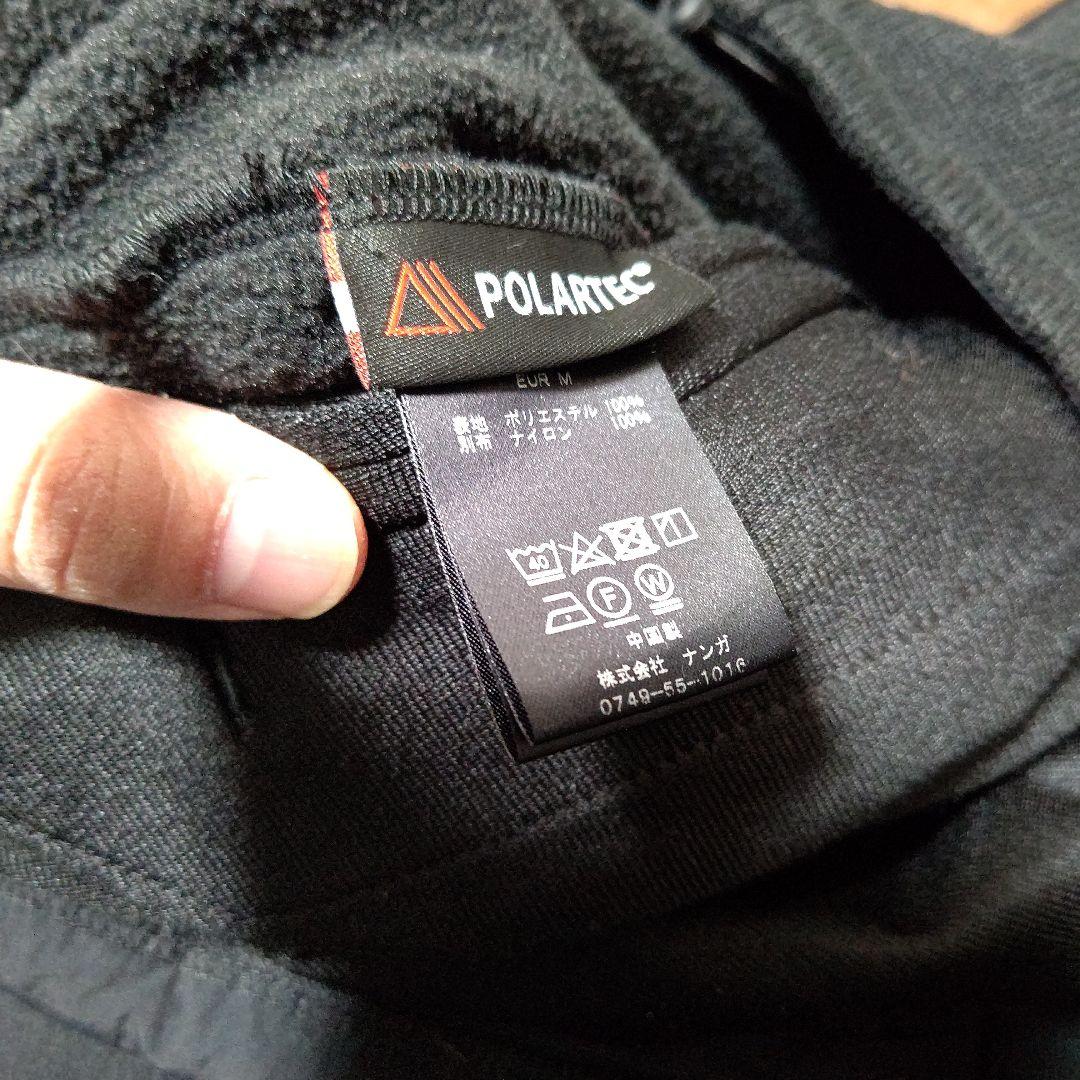 POLARTEC
EUR M
表地 ポリエステル 100%
別布 ナイロン 100%
40
F W
中国製
株式会社 ナンガ
0749-55-1016